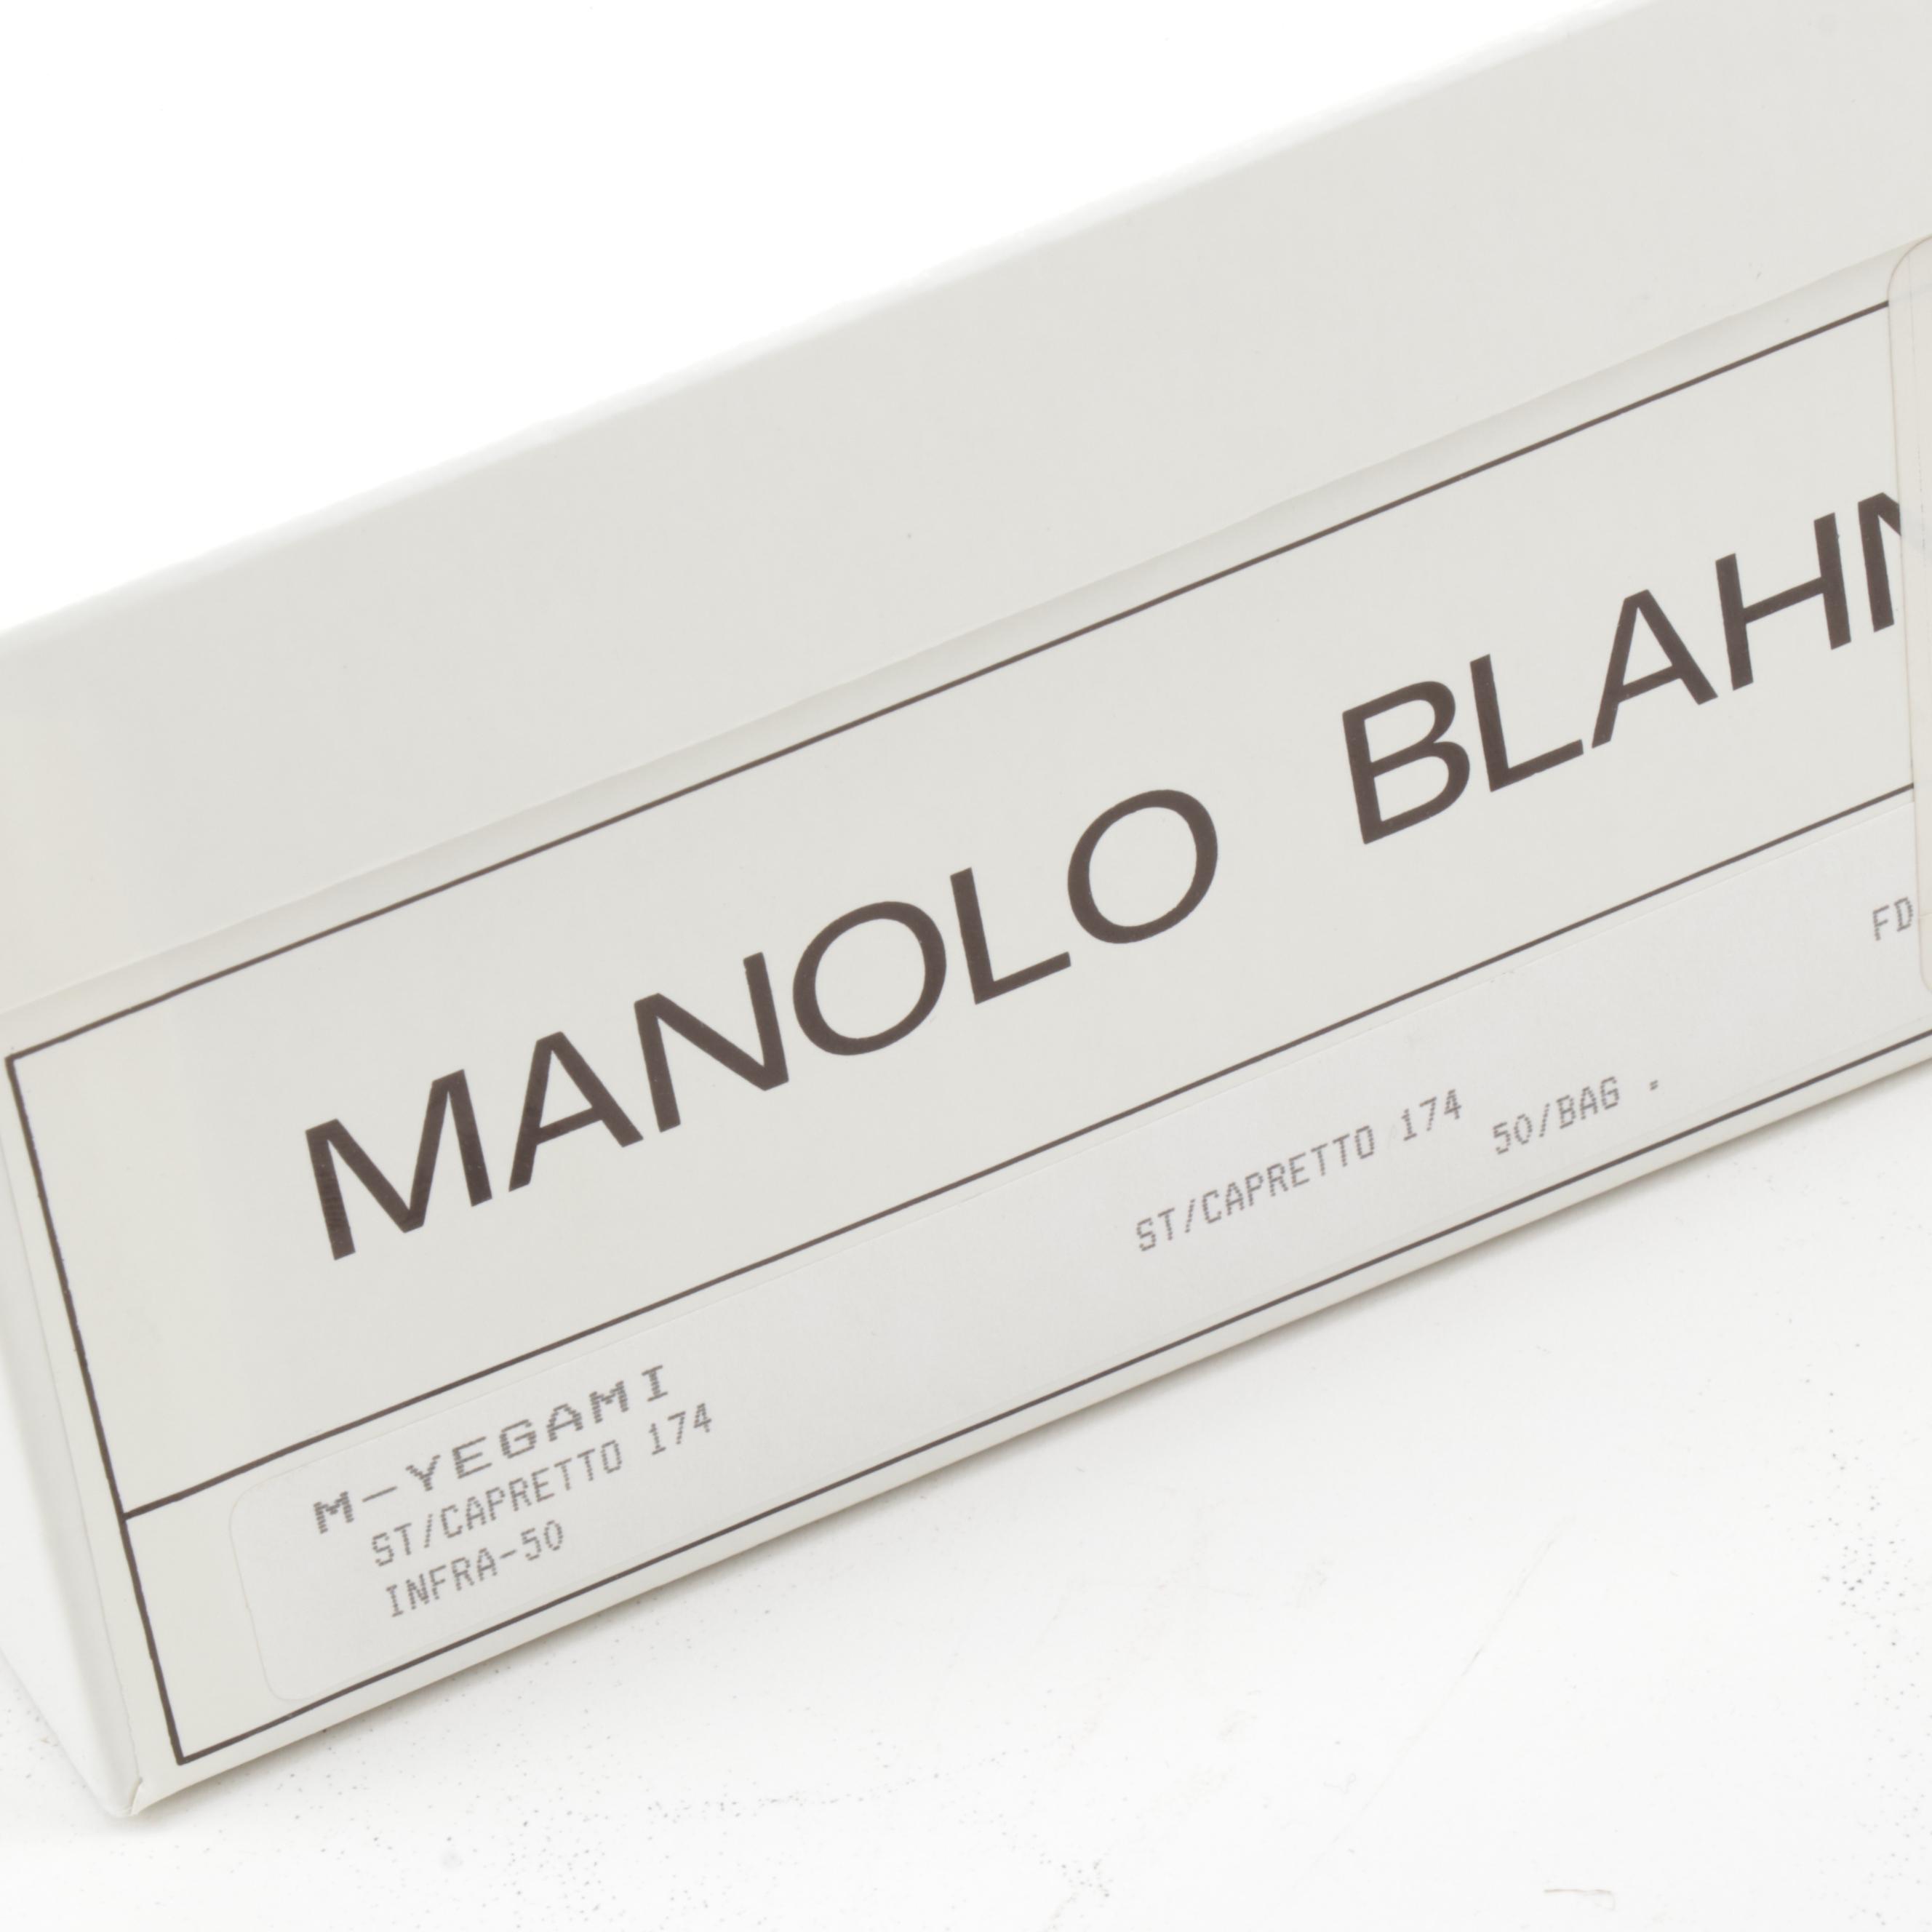 MANOLO BLAHN
M-YEGAMI
ST/CAPRETTO 174
INFRA-50
ST/CAPRETTO 174
50/BAG .
FD